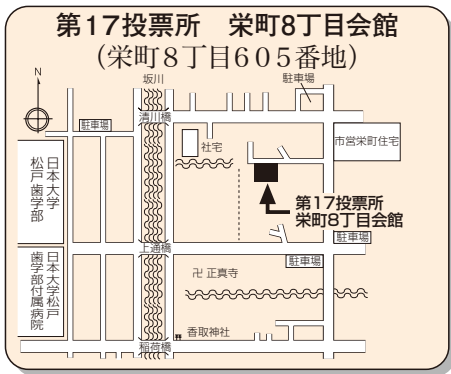 第17投票所 栄町8丁目会館
(栄町8丁目605番地)
N
坂川
駐車場
清川橋
駐車場
社宅
市営栄町住宅
日本大学
松戸歯学部
第17投票所
栄町8丁目会館
駐車場
上通橋
駐車場
日本大学松戸
歯学部付属病院
卍 正真寺
香取神社
稲荷橋